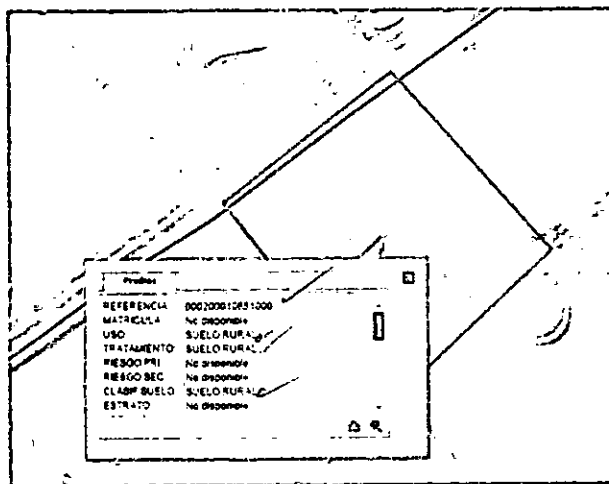 Predios
REFERENCIA 000200010851000
MATRICULA No disponible
USO SUELO RURAL
TRATAMIENTO SUELO RURAL
RIESGO PRI No disponible
RIESGO SEC No disponible
CLASIF SUELO SUELO RURAL
ESTRATO No disponible